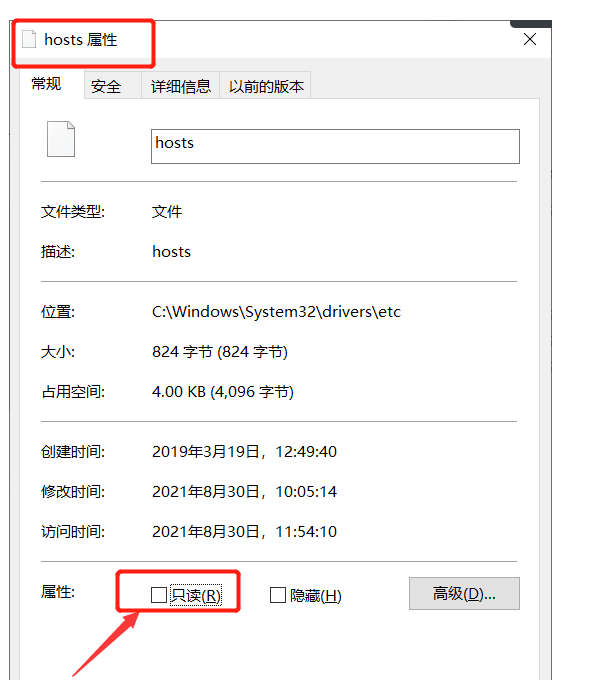 hosts 属性
常规 安全 详细信息 以前的版本
hosts
文件类型: 文件
描述: hosts
位置: C:\Windows\System32\drivers\etc
大小: 824 字节 (824 字节)
占用空间: 4.00 KB (4,096 字节)
创建时间: 2019年3月19日，12:49:40
修改时间: 2021年8月30日，10:05:14
访问时间: 2021年8月30日，11:54:10
属性: 只读(R) 隐藏(H) 高级(D)...